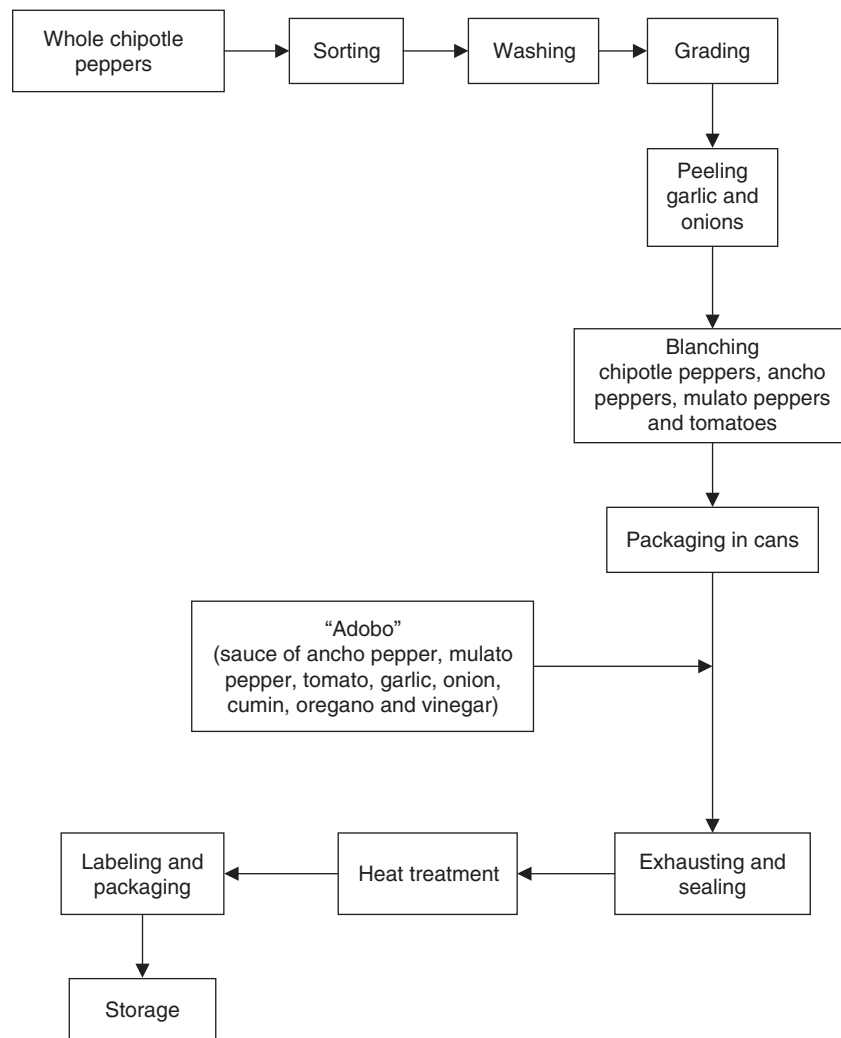 Whole chipotle
peppers
Sorting
Washing
Grading
Peeling
garlic and
onions
Blanching
chipotle peppers, ancho
peppers, mulato peppers
and tomatoes
Packaging in cans
“Adobo”
(sauce of ancho pepper, mulato
pepper, tomato, garlic, onion,
cumin, oregano and vinegar)
Exhausting and
sealing
Heat treatment
Labeling and
packaging
Storage